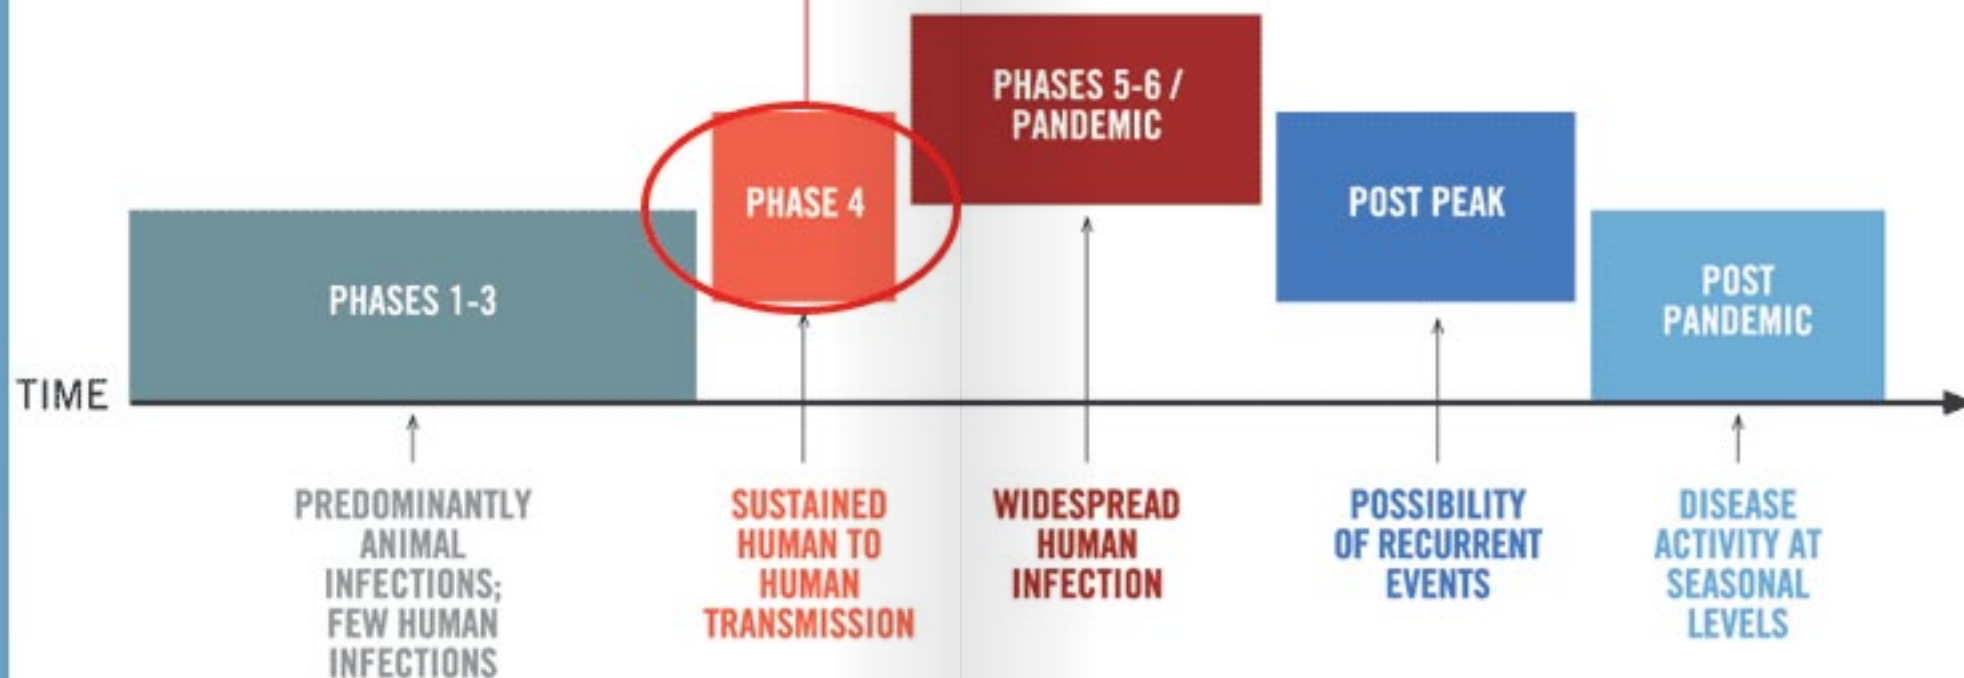 PHASES 5-6 /
PANDEMIC
PHASE 4
POST PEAK
PHASES 1-3
POST
PANDEMIC
TIME
PREDOMINANTLY
ANIMAL
INFECTIONS;
FEW HUMAN
INFECTIONS
SUSTAINED
HUMAN TO
HUMAN
TRANSMISSION
WIDESPREAD
HUMAN
INFECTION
POSSIBILITY
OF RECURRENT
EVENTS
DISEASE
ACTIVITY AT
SEASONAL
LEVELS